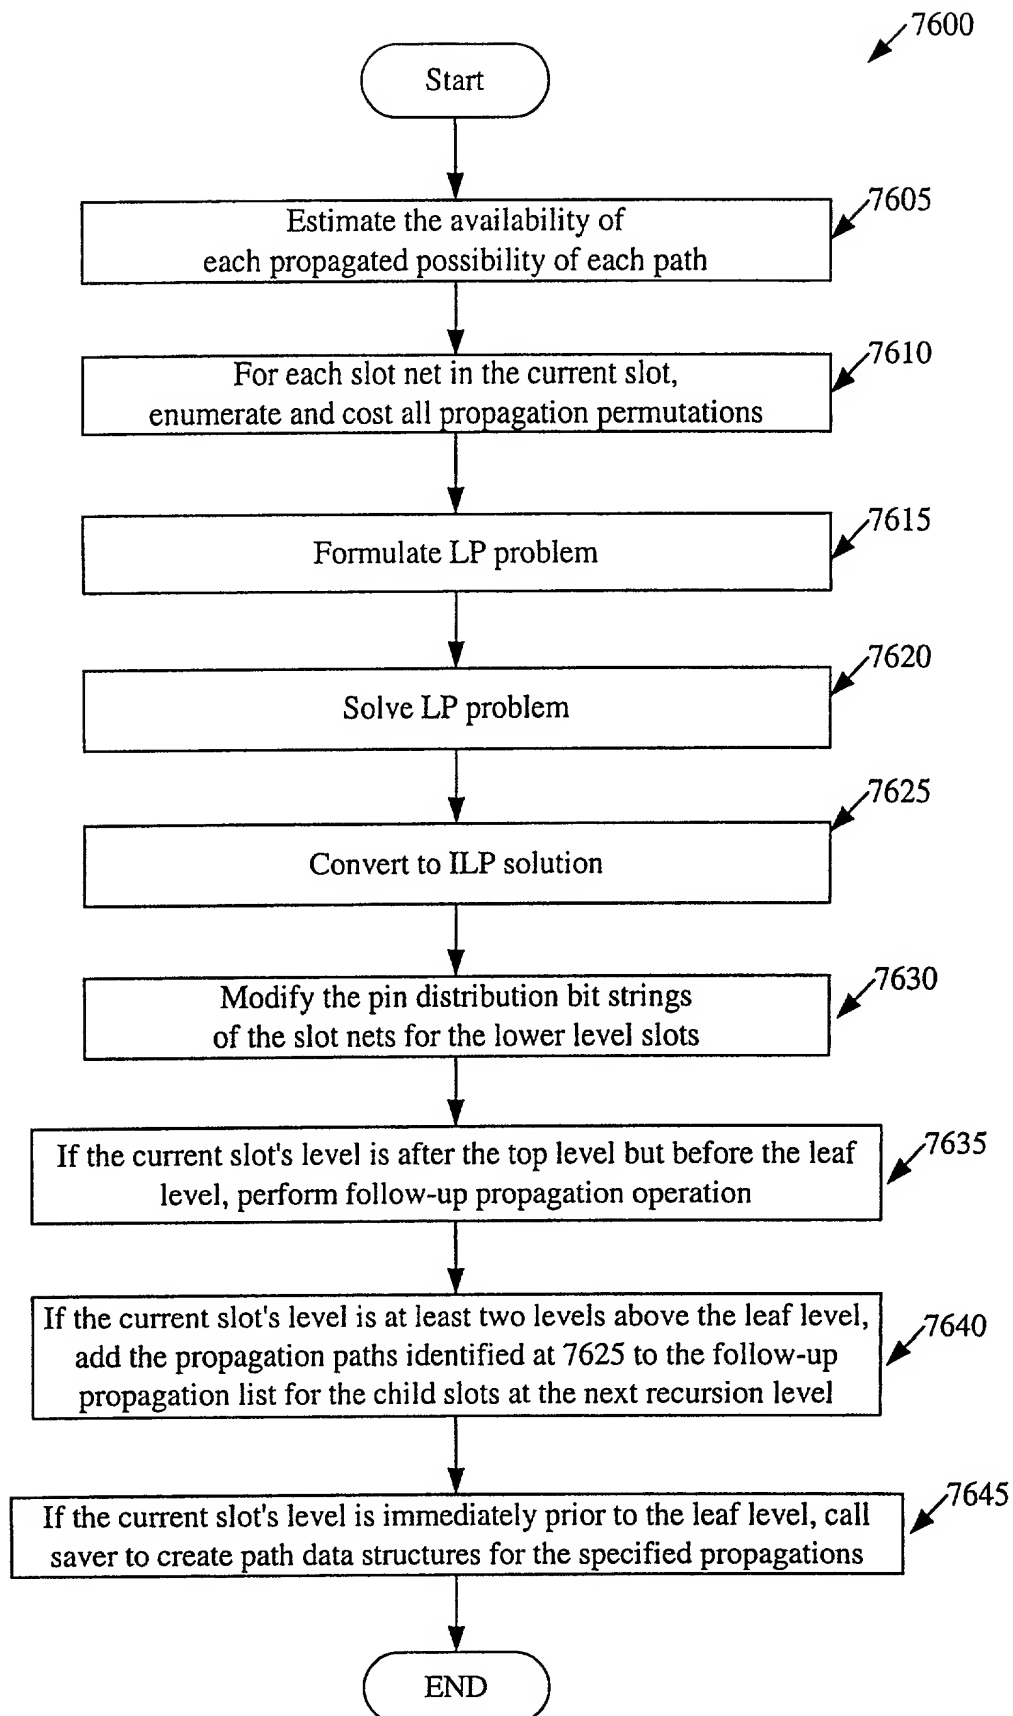 7600
Start
7605
Estimate the availability of
each propagated possibility of each path
7610
For each slot net in the current slot,
enumerate and cost all propagation permutations
7615
Formulate LP problem
7620
Solve LP problem
7625
Convert to ILP solution
7630
Modify the pin distribution bit strings
of the slot nets for the lower level slots
7635
If the current slot's level is after the top level but before the leaf
level, perform follow-up propagation operation
7640
If the current slot's level is at least two levels above the leaf level,
add the propagation paths identified at 7625 to the follow-up
propagation list for the child slots at the next recursion level
7645
If the current slot's level is immediately prior to the leaf level, call
saver to create path data structures for the specified propagations
END